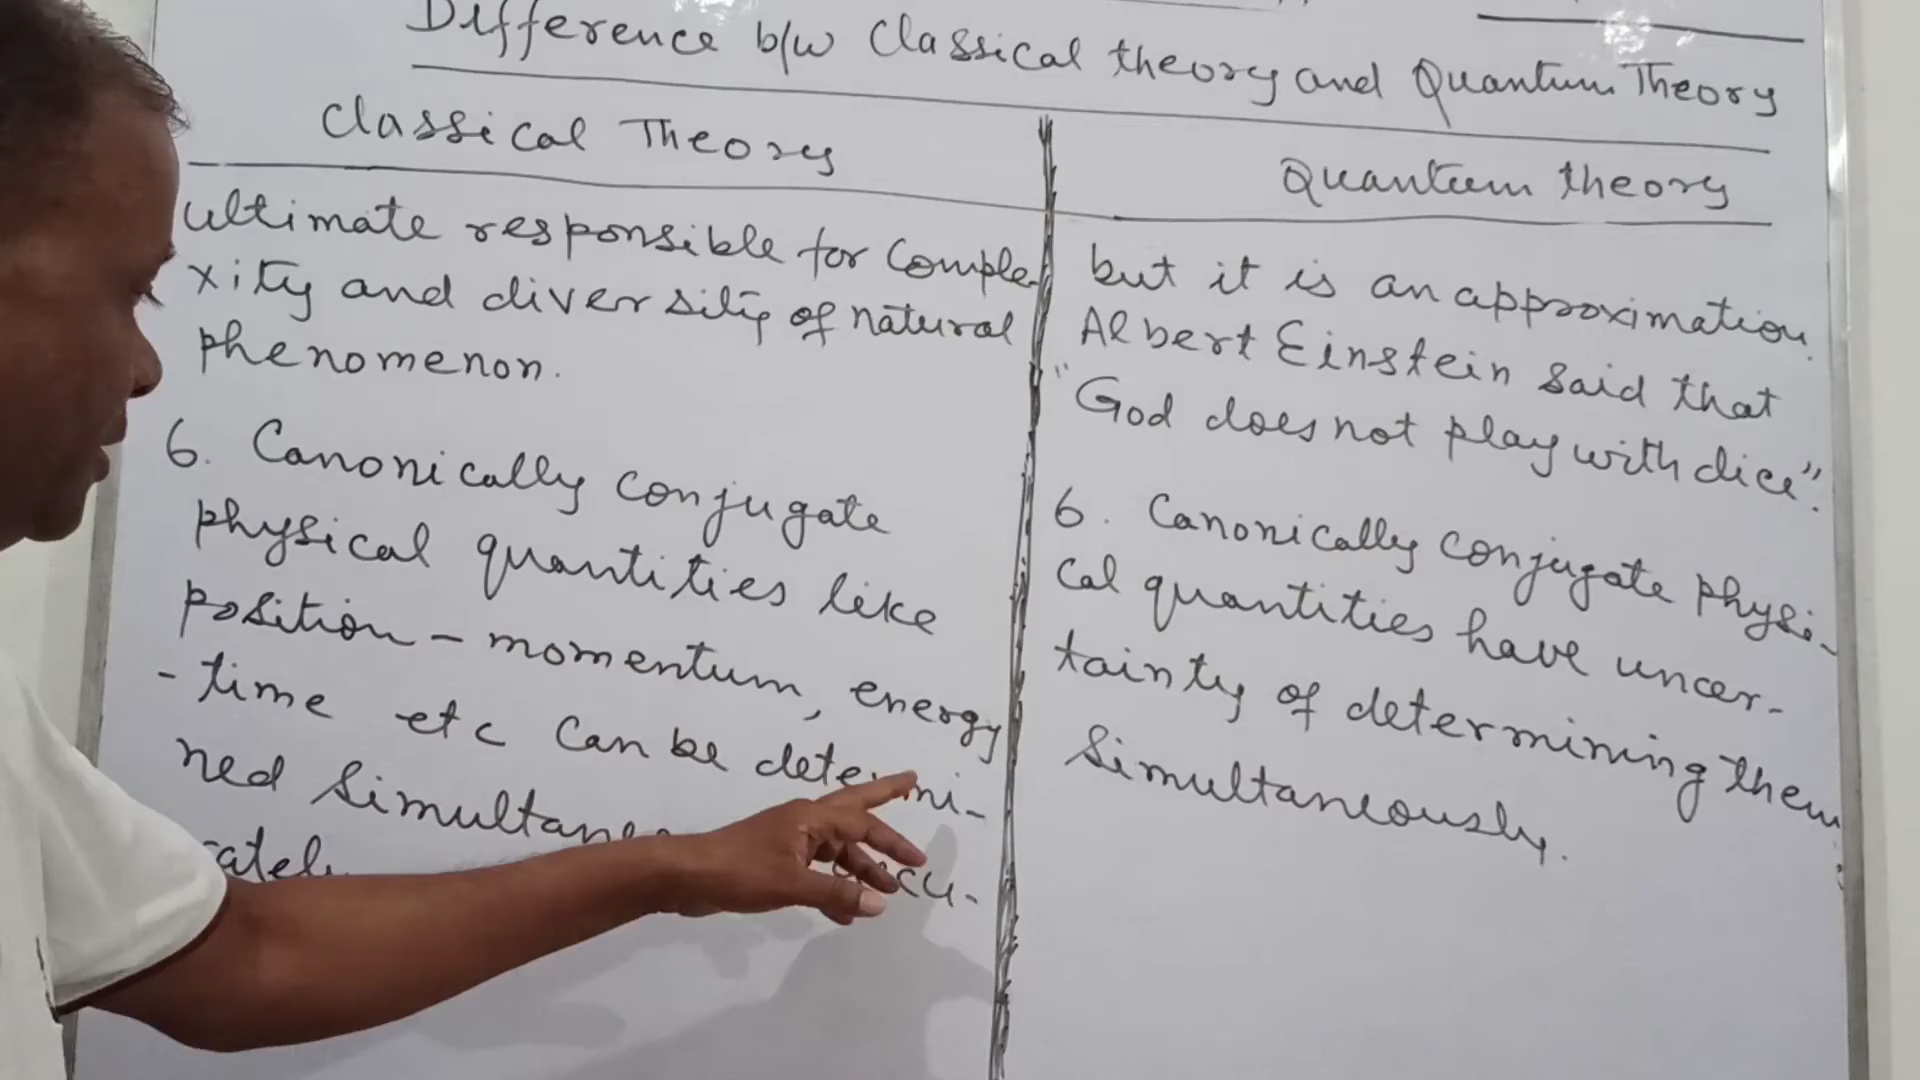 Difference b/w Classical theory and Quantum Theory
Classical Theory
ultimate responsible for Comple-
xity and diversity of natural
phenomenon.
6. Canonically conjugate
physical quantities like
position - momentum, energy
- time etc can be determi-
ned simultane
accu-
rately
Quantum theory
but it is an approximation.
Albert Einstein said that
"God does not play with dice".
6. Canonically conjugate physi-
cal quantities have uncer-
tainty of determining them
simultaneously.